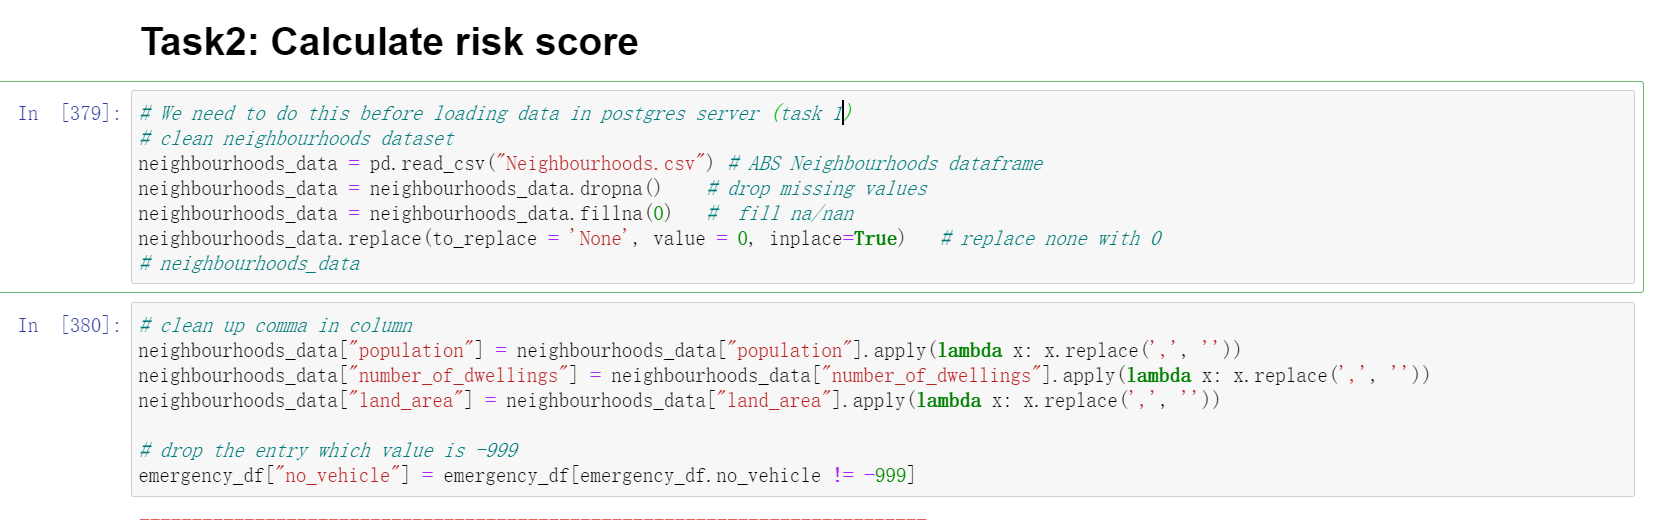 Task2: Calculate risk score
In [379]: # We need to do this before loading data in postgres server (task 1)
# clean neighbourhoods dataset
neighbourhoods_data = pd.read_csv("Neighbourhoods.csv") # ABS Neighbourhoods dataframe
neighbourhoods_data = neighbourhoods_data.dropna()    # drop missing values
neighbourhoods_data = neighbourhoods_data.fillna(0)   #  fill na/nan
neighbourhoods_data.replace(to_replace = 'None', value = 0, inplace=True)   # replace none with 0
# neighbourhoods_data
In [380]: # clean up comma in column
neighbourhoods_data["population"] = neighbourhoods_data["population"].apply(lambda x: x.replace(',', ''))
neighbourhoods_data["number_of_dwellings"] = neighbourhoods_data["number_of_dwellings"].apply(lambda x: x.replace(',', ''))
neighbourhoods_data["land_area"] = neighbourhoods_data["land_area"].apply(lambda x: x.replace(',', ''))
# drop the entry which value is -999
emergency_df["no_vehicle"] = emergency_df[emergency_df.no_vehicle != -999]